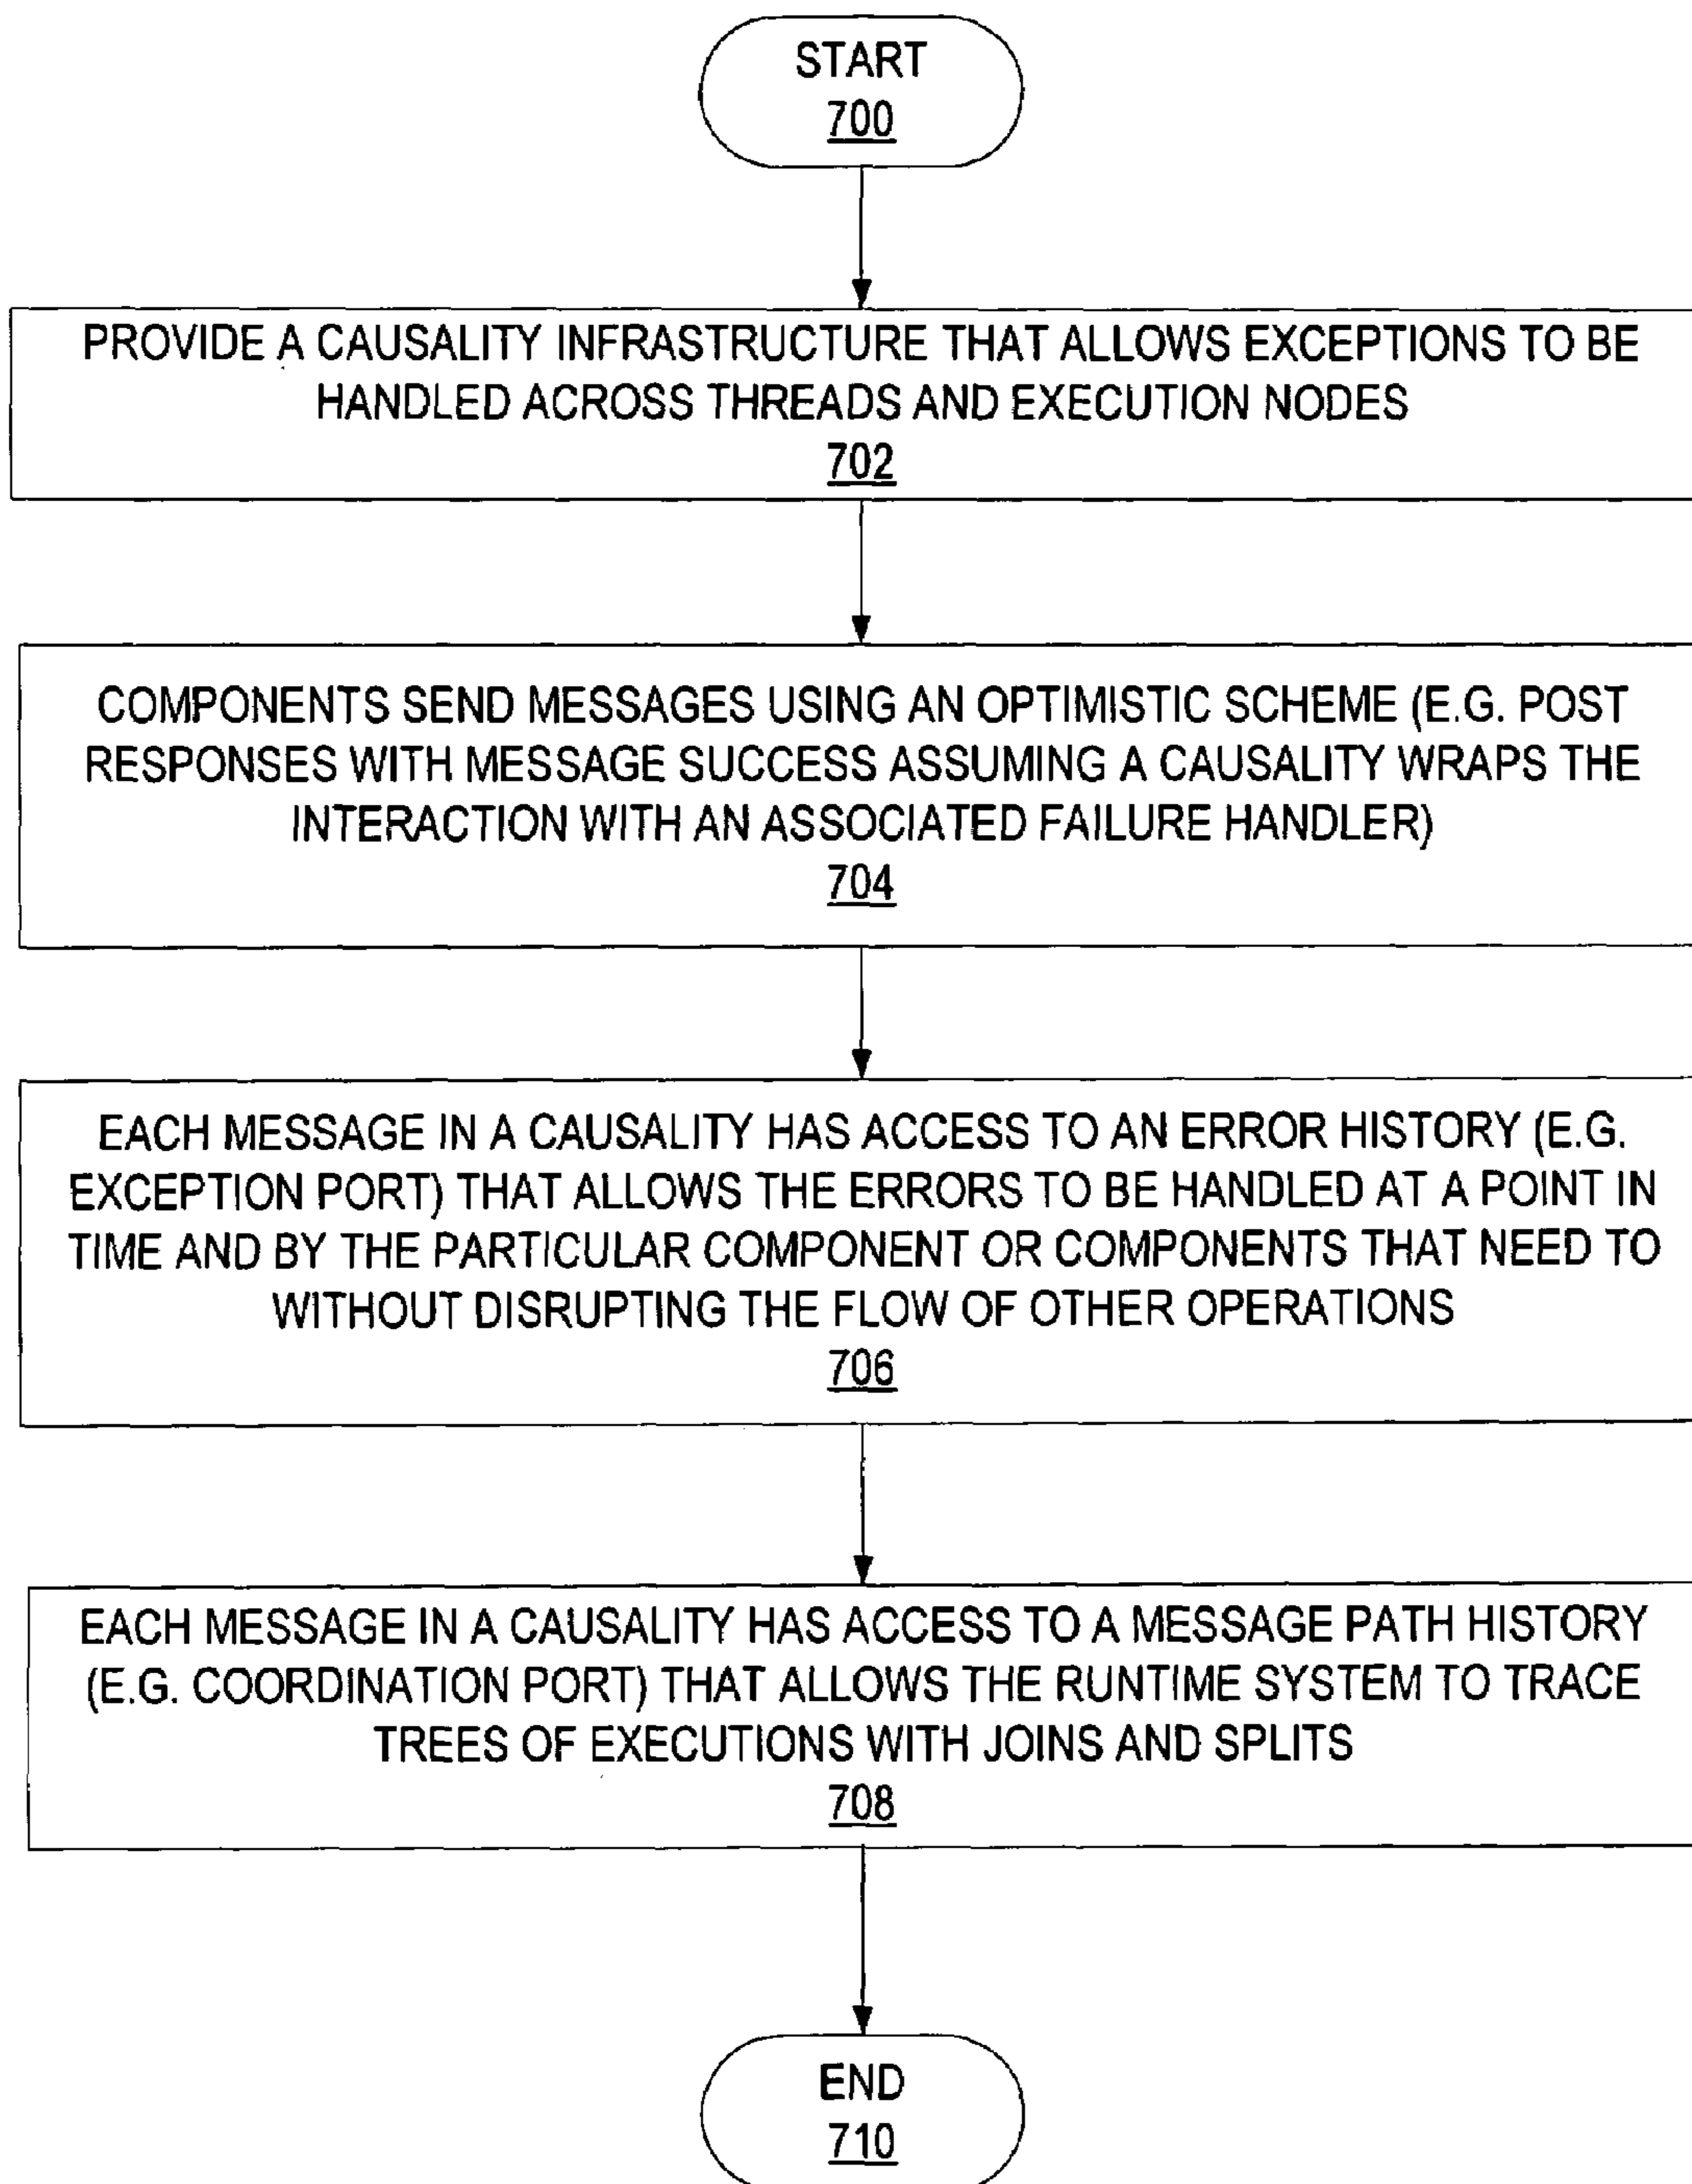 START
700
PROVIDE A CAUSALITY INFRASTRUCTURE THAT ALLOWS EXCEPTIONS TO BE
HANDLED ACROSS THREADS AND EXECUTION NODES
702
COMPONENTS SEND MESSAGES USING AN OPTIMISTIC SCHEME (E.G. POST
RESPONSES WITH MESSAGE SUCCESS ASSUMING A CAUSALITY WRAPS THE
INTERACTION WITH AN ASSOCIATED FAILURE HANDLER)
704
EACH MESSAGE IN A CAUSALITY HAS ACCESS TO AN ERROR HISTORY (E.G.
EXCEPTION PORT) THAT ALLOWS THE ERRORS TO BE HANDLED AT A POINT IN
TIME AND BY THE PARTICULAR COMPONENT OR COMPONENTS THAT NEED TO
WITHOUT DISRUPTING THE FLOW OF OTHER OPERATIONS
706
EACH MESSAGE IN A CAUSALITY HAS ACCESS TO A MESSAGE PATH HISTORY
(E.G. COORDINATION PORT) THAT ALLOWS THE RUNTIME SYSTEM TO TRACE
TREES OF EXECUTIONS WITH JOINS AND SPLITS
708
END
710